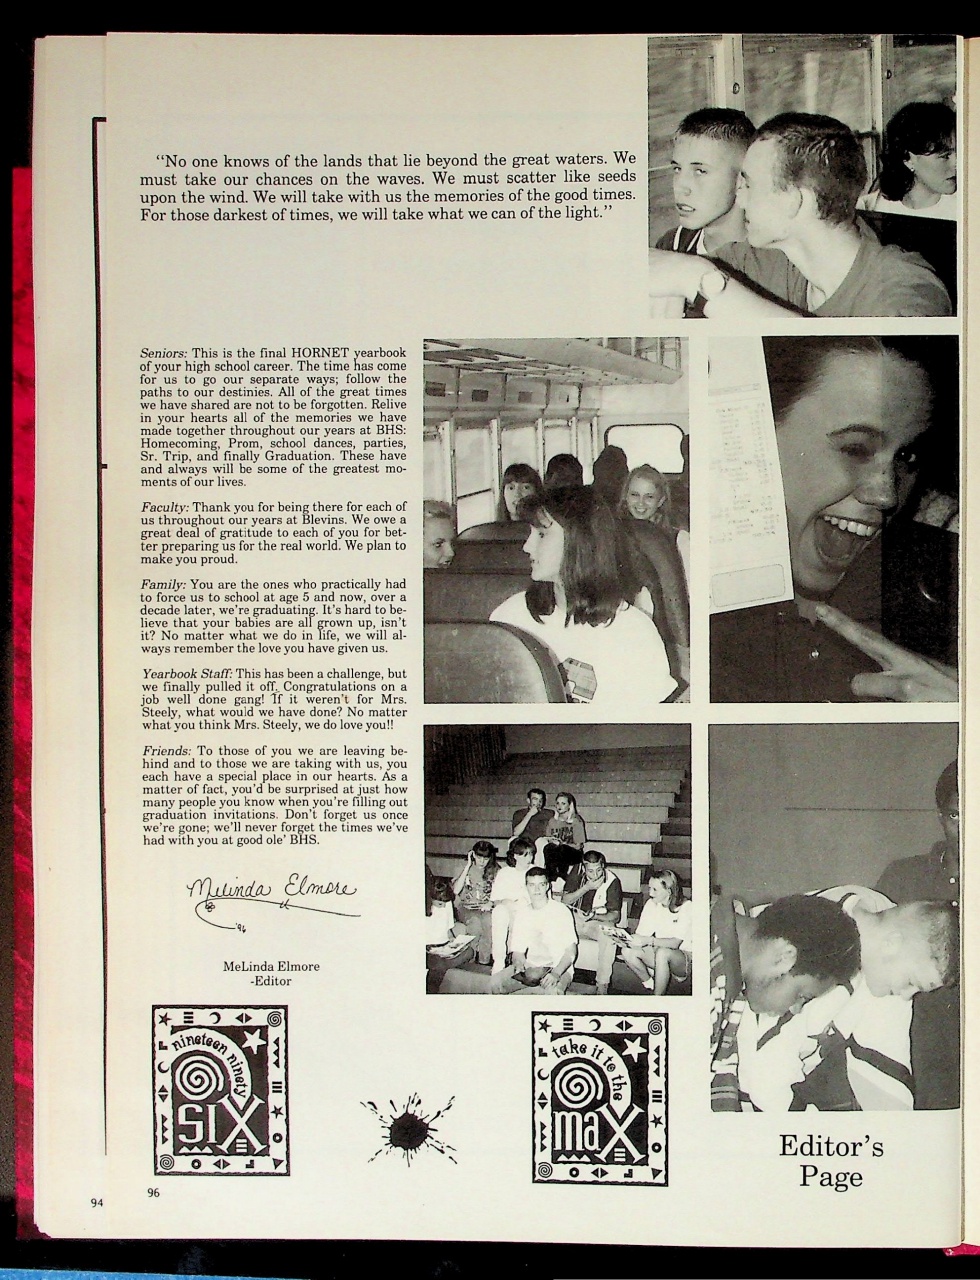 "No one knows of the lands that lie beyond the great waters. We
must take our chances on the waves. We must scatter like seeds
upon the wind. We will take with us the memories of the good times.
For those darkest of times, we will take what we can of the light."
Seniors: This is the final HORNET yearbook
of your high school career. The time has come
for us to go our separate ways; follow the
paths to our destinies. All of the great times
we have shared are not to be forgotten. Relive
in your hearts all of the memories we have
made together throughout our years at BHS:
Homecoming, Prom, school dances, parties,
Sr. Trip, and finally Graduation. These have
and always will be some of the greatest mo-
ments of our lives.
Faculty: Thank you for being there for each of
us throughout our years at Blevins. We owe a
great deal of gratitude to each of you for bet-
ter preparing us for the real world. We plan to
make you proud.
Family: You are the ones who practically had
to force us to school at age 5 and now, over a
decade later, we're graduating. It's hard to be-
lieve that your babies are all grown up, isn't
it? No matter what we do in life, we will al-
ways remember the love you have given us.
Yearbook Staff: This has been a challenge, but
we finally pulled it off. Congratulations on a
job well done gang! If it weren't for Mrs.
Steely, what would we have done? No matter
what you think Mrs. Steely, we do love you!!
Friends: To those of you we are leaving be-
hind and to those we are taking with us, you
each have a special place in our hearts. As a
matter of fact, you'd be surprised at just how
many people you know when you're filling out
graduation invitations. Don't forget us once
we're gone; we'll never forget the times we've
had with you at good ole' BHS.
MeLinda Elmore
'96
MeLinda Elmore
-Editor
nineteen ninety
six
take it to the
max
Editor's
Page
96
94